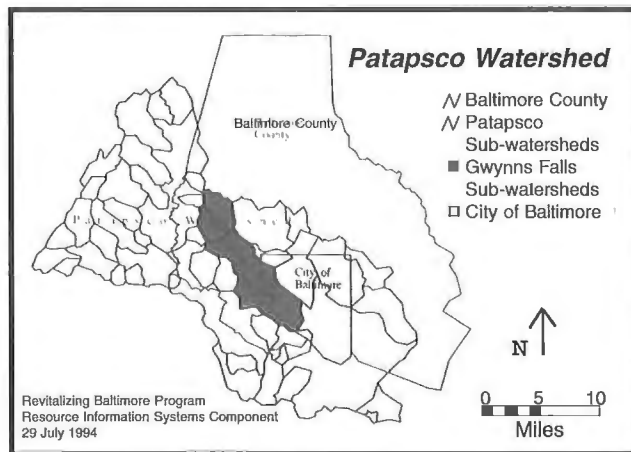 Patapsco Watershed
Baltimore County
Patapsco
Sub-watersheds
Gwynns Falls
Sub-watersheds
City of Baltimore
Baltimore County
County
City of
Baltimore
N
Revitalizing Baltimore Program
Resource Information Systems Component
29 July 1994
0 5 10
Miles